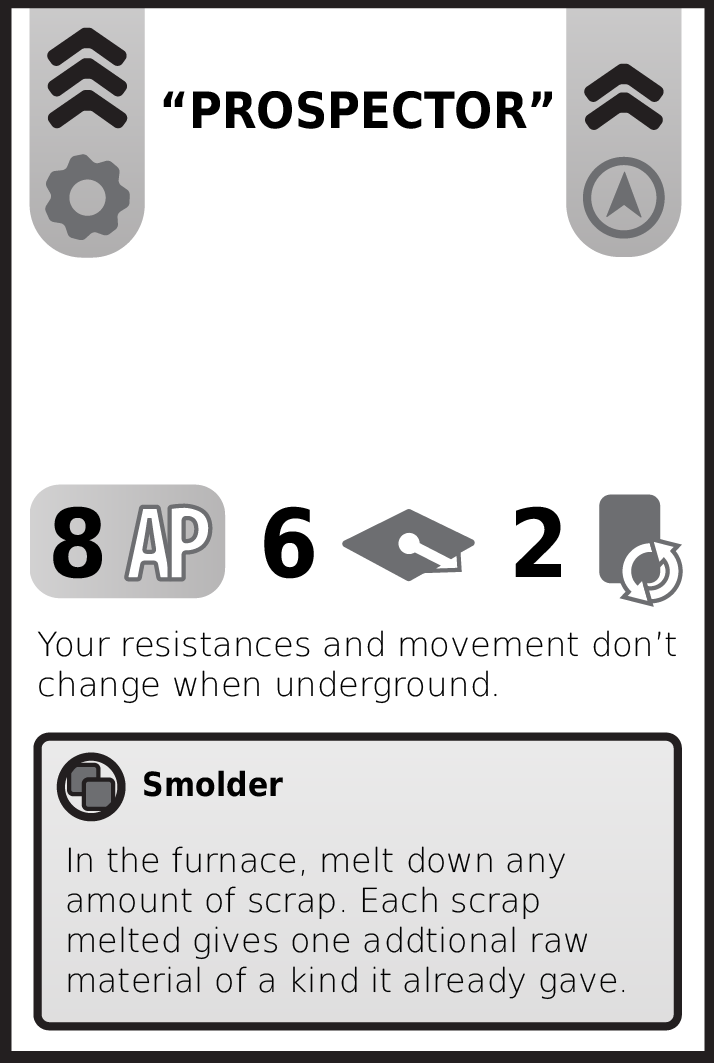 “PROSPECTOR”
8 AP 6 2
Your resistances and movement don’t
change when underground.
Smolder
In the furnace, melt down any
amount of scrap. Each scrap
melted gives one addtional raw
material of a kind it already gave.